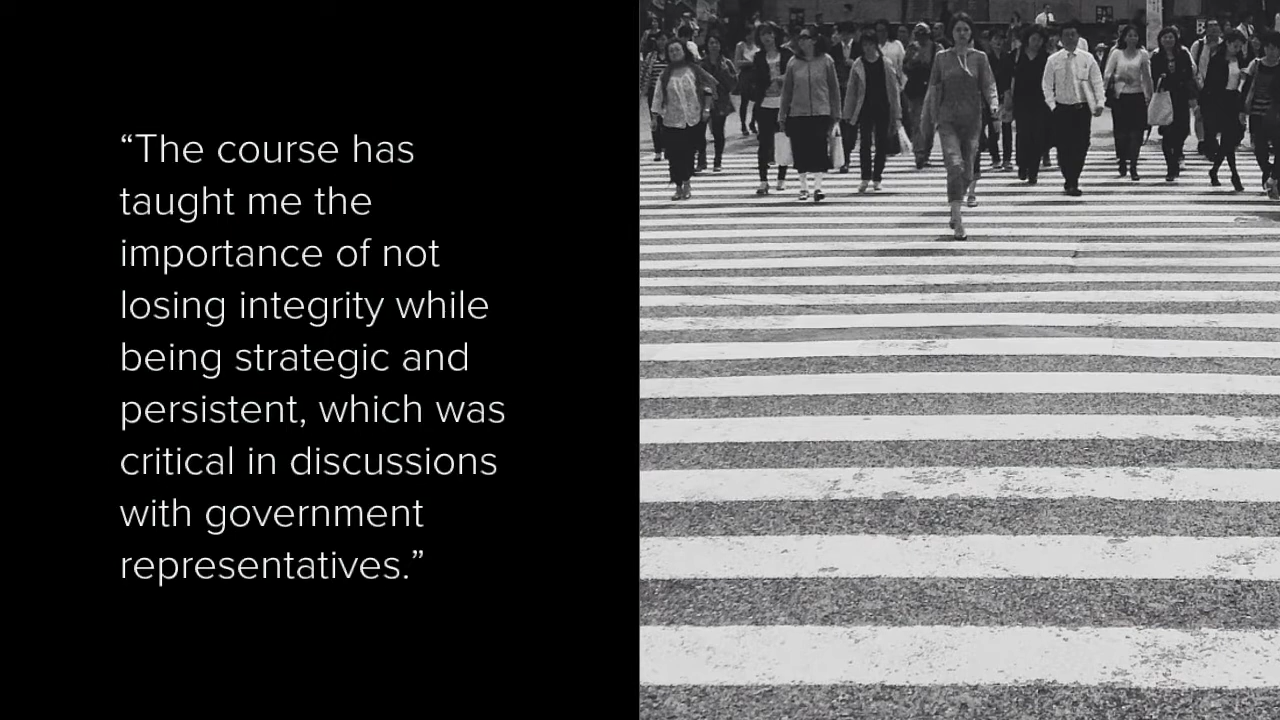 “The course has
taught me the
importance of not
losing integrity while
being strategic and
persistent, which was
critical in discussions
with government
representatives.”